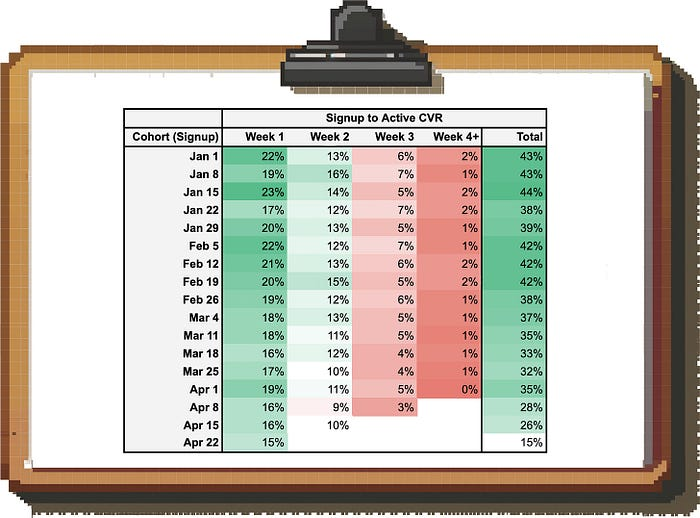 Signup to Active CVR
Cohort (Signup) Week 1 Week 2 Week 3 Week 4+ Total
Jan 1 22% 13% 6% 2% 43%
Jan 8 19% 16% 7% 1% 43%
Jan 15 23% 14% 5% 2% 44%
Jan 22 17% 12% 7% 2% 38%
Jan 29 20% 13% 5% 1% 39%
Feb 5 22% 12% 7% 1% 42%
Feb 12 21% 13% 6% 2% 42%
Feb 19 20% 15% 5% 2% 42%
Feb 26 19% 12% 6% 1% 38%
Mar 4 18% 13% 5% 1% 37%
Mar 11 18% 11% 5% 1% 35%
Mar 18 16% 12% 4% 1% 33%
Mar 25 17% 10% 4% 1% 32%
Apr 1 19% 11% 5% 0% 35%
Apr 8 16% 9% 3% 28%
Apr 15 16% 10% 26%
Apr 22 15% 15%